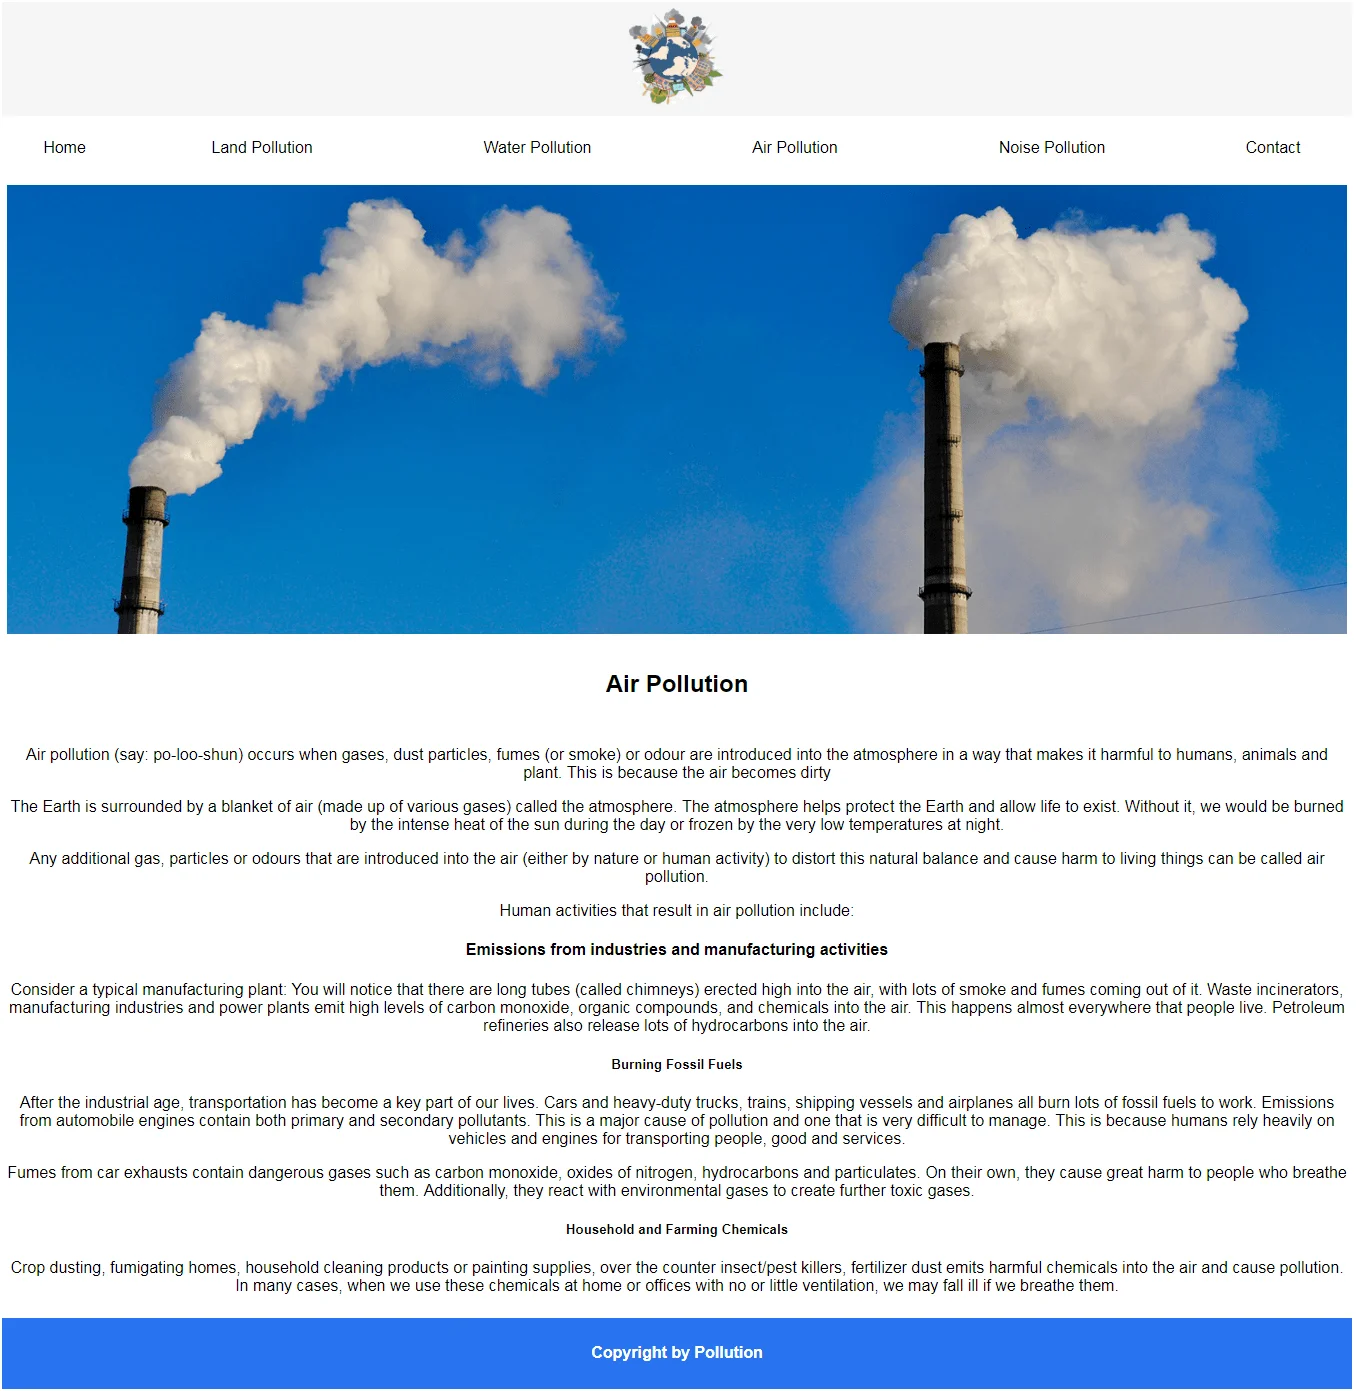 Home Land Pollution Water Pollution Air Pollution Noise Pollution Contact
Air Pollution
Air pollution (say: po-loo-shun) occurs when gases, dust particles, fumes (or smoke) or odour are introduced into the atmosphere in a way that makes it harmful to humans, animals and
plant. This is because the air becomes dirty
The Earth is surrounded by a blanket of air (made up of various gases) called the atmosphere. The atmosphere helps protect the Earth and allow life to exist. Without it, we would be burned
by the intense heat of the sun during the day or frozen by the very low temperatures at night.
Any additional gas, particles or odours that are introduced into the air (either by nature or human activity) to distort this natural balance and cause harm to living things can be called air
pollution.
Human activities that result in air pollution include:
Emissions from industries and manufacturing activities
Consider a typical manufacturing plant: You will notice that there are long tubes (called chimneys) erected high into the air, with lots of smoke and fumes coming out of it. Waste incinerators,
manufacturing industries and power plants emit high levels of carbon monoxide, organic compounds, and chemicals into the air. This happens almost everywhere that people live. Petroleum
refineries also release lots of hydrocarbons into the air.
Burning Fossil Fuels
After the industrial age, transportation has become a key part of our lives. Cars and heavy-duty trucks, trains, shipping vessels and airplanes all burn lots of fossil fuels to work. Emissions
from automobile engines contain both primary and secondary pollutants. This is a major cause of pollution and one that is very difficult to manage. This is because humans rely heavily on
vehicles and engines for transporting people, good and services.
Fumes from car exhausts contain dangerous gases such as carbon monoxide, oxides of nitrogen, hydrocarbons and particulates. On their own, they cause great harm to people who breathe
them. Additionally, they react with environmental gases to create further toxic gases.
Household and Farming Chemicals
Crop dusting, fumigating homes, household cleaning products or painting supplies, over the counter insect/pest killers, fertilizer dust emits harmful chemicals into the air and cause pollution.
In many cases, when we use these chemicals at home or offices with no or little ventilation, we may fall ill if we breathe them.
Copyright by Pollution